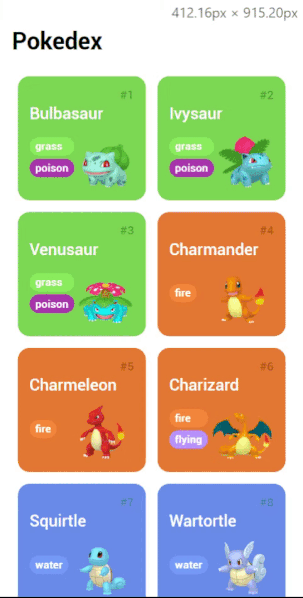 412.16px × 915.20px
Pokedex
#1
Bulbasaur
grass
poison
#2
Ivysaur
grass
poison
#3
Venusaur
grass
poison
#4
Charmander
fire
#5
Charmeleon
fire
#6
Charizard
fire
flying
#7
Squirtle
water
#8
Wartortle
water